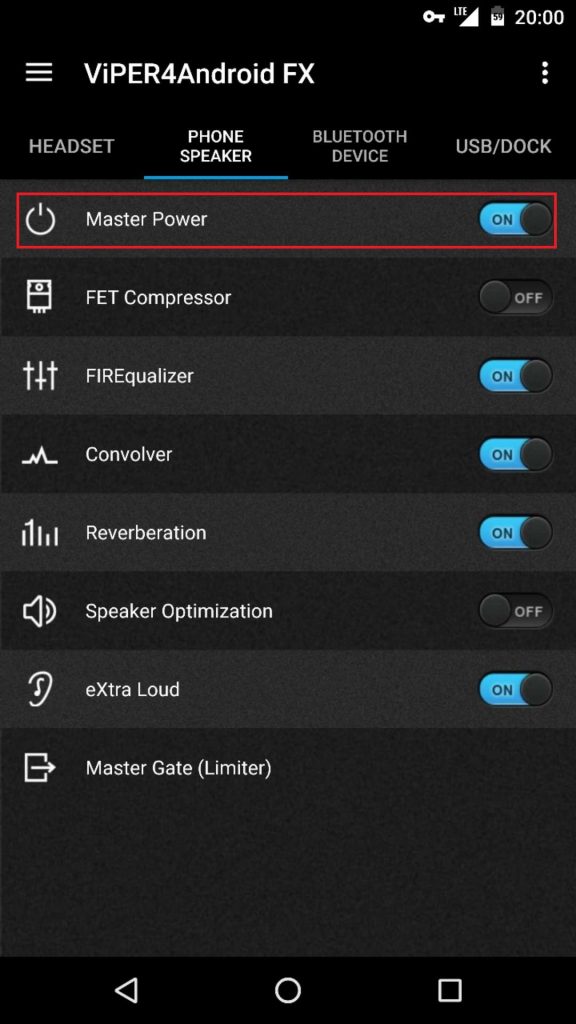 LTE 59 20:00
ViPER4Android FX
HEADSET
PHONE
SPEAKER
BLUETOOTH
DEVICE
USB/DOCK
Master Power ON
FET Compressor OFF
FIREqualizer ON
Convolver ON
Reverberation ON
Speaker Optimization OFF
eXtra Loud ON
Master Gate (Limiter)